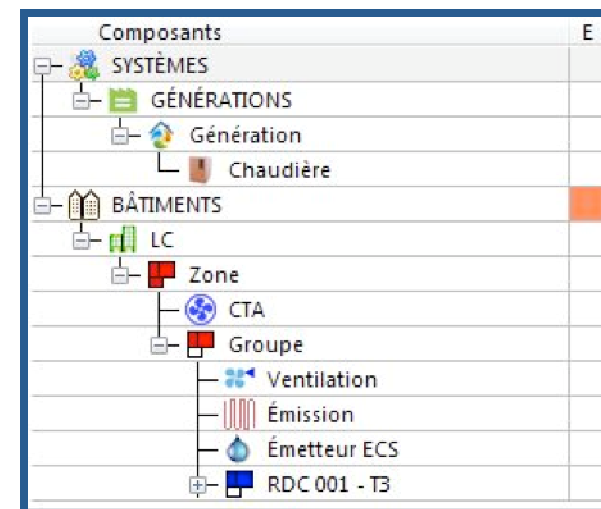 Composants E
SYSTÈMES
GÉNÉRATIONS
Génération
Chaudière
BÂTIMENTS
LC
Zone
CTA
Groupe
Ventilation
Émission
Émetteur ECS
RDC 001 - T3